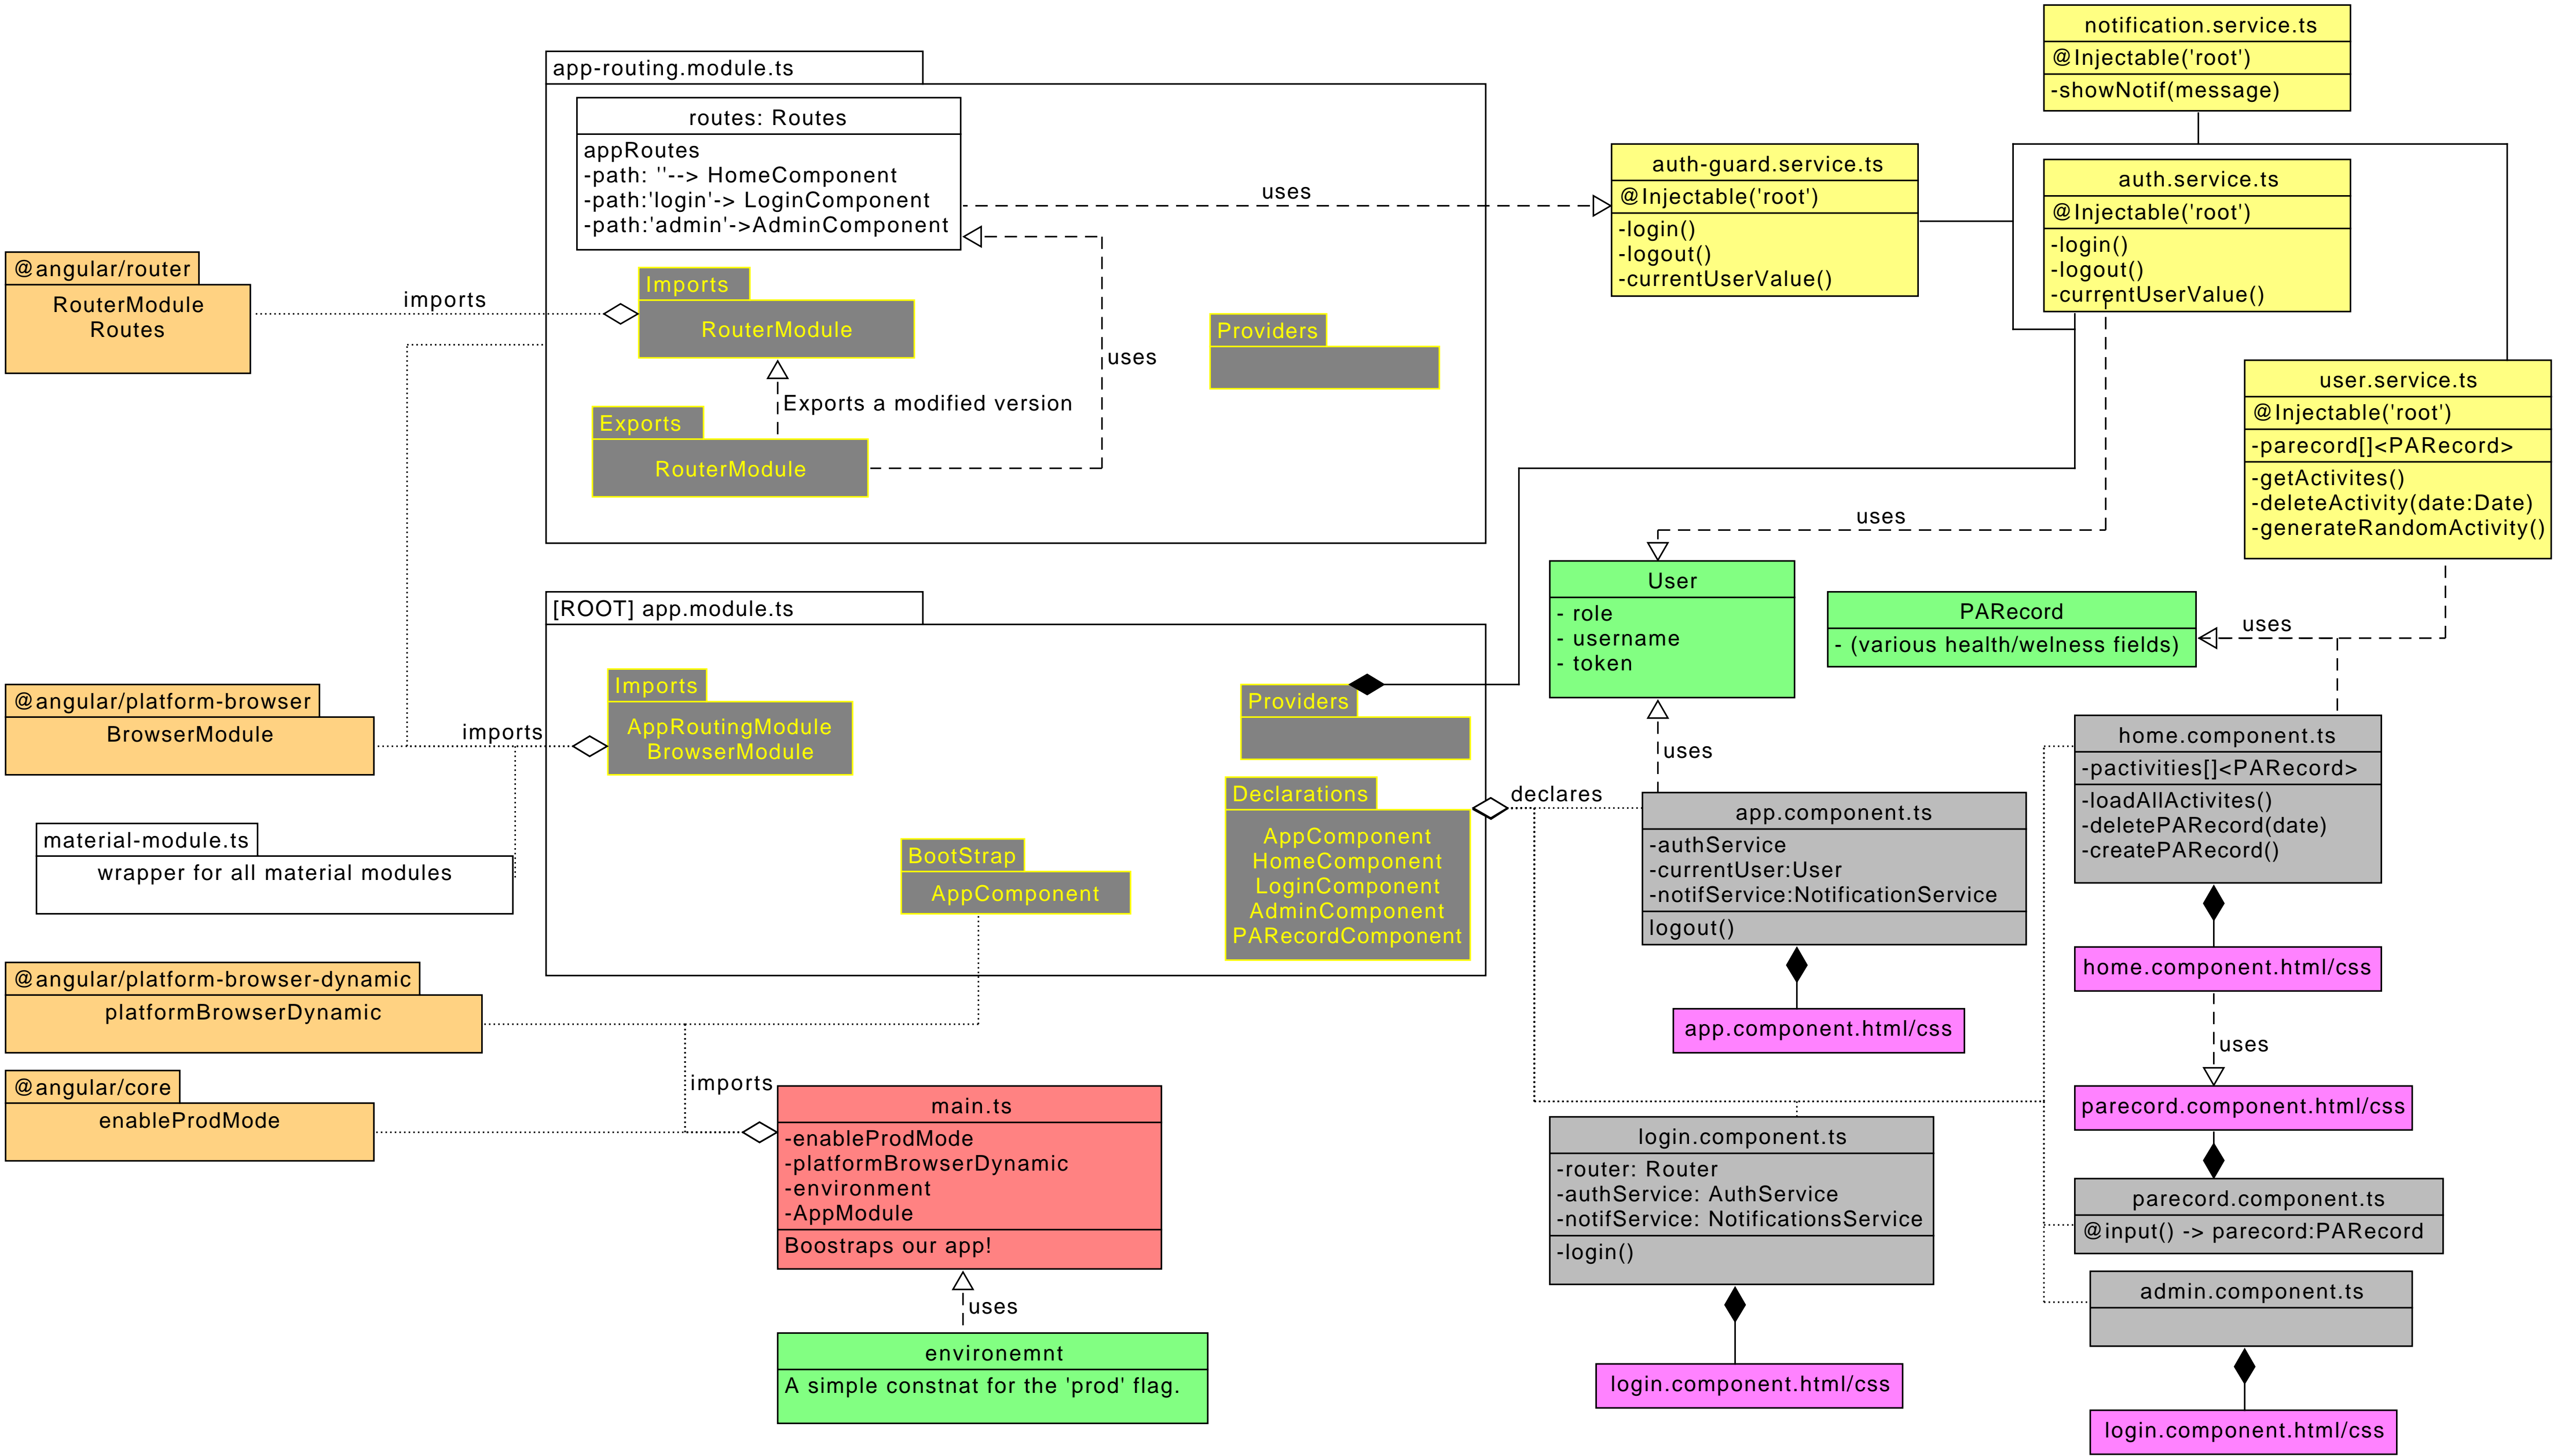 notification.service.ts
@Injectable('root')
-showNotif(message)
app-routing.module.ts
routes: Routes
appRoutes
-path: ''--> HomeComponent
-path:'login'-> LoginComponent
-path:'admin'->AdminComponent
uses
auth-guard.service.ts
@Injectable('root')
-login()
-logout()
-currentUserValue()
auth.service.ts
@Injectable('root')
-login()
-logout()
-currentUserValue()
@angular/router
RouterModule
Routes
imports
Imports
RouterModule
Providers
uses
Exports a modified version
Exports
RouterModule
user.service.ts
@Injectable('root')
-parecord[]<PARecord>
-getActivites()
-deleteActivity(date:Date)
-generateRandomActivity()
uses
User
- role
- username
- token
PARecord
- (various health/welness fields)
uses
[ROOT] app.module.ts
Imports
AppRoutingModule
BrowserModule
Providers
@angular/platform-browser
BrowserModule
imports
uses
home.component.ts
-pactivities[]<PARecord>
-loadAllActivites()
-deletePARecord(date)
-createPARecord()
Declarations
AppComponent
HomeComponent
LoginComponent
AdminComponent
PARecordComponent
declares
app.component.ts
-authService
-currentUser:User
-notifService:NotificationService
logout()
material-module.ts
wrapper for all material modules
BootStrap
AppComponent
home.component.html/css
@angular/platform-browser-dynamic
platformBrowserDynamic
app.component.html/css
uses
@angular/core
enableProdMode
imports
main.ts
-enableProdMode
-platformBrowserDynamic
-environment
-AppModule
Boostraps our app!
parecord.component.html/css
login.component.ts
-router: Router
-authService: AuthService
-notifService: NotificationsService
-login()
parecord.component.ts
@input() -> parecord:PARecord
admin.component.ts
uses
environemnt
A simple constnat for the 'prod' flag.
login.component.html/css
login.component.html/css